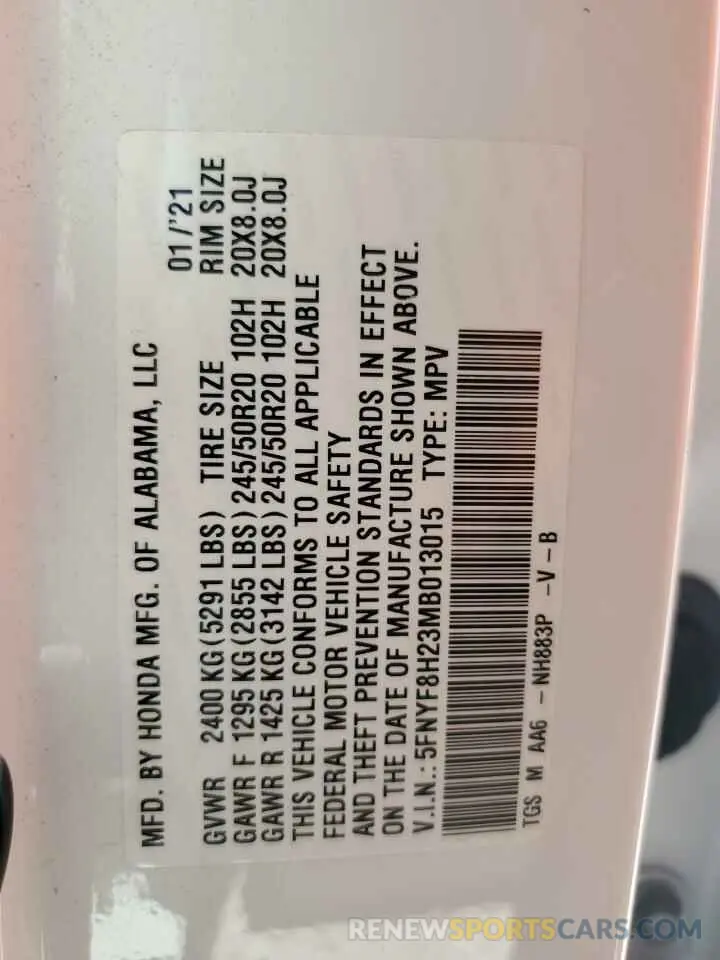 MFD. BY HONDA MFG. OF ALABAMA, LLC 01/'21
GVWR 2400 KG (5291 LBS) TIRE SIZE RIM SIZE
GAWR F 1295 KG (2855 LBS) 245/50R20 102H 20X8.0J
GAWR R 1425 KG (3142 LBS) 245/50R20 102H 20X8.0J
THIS VEHICLE CONFORMS TO ALL APPLICABLE
FEDERAL MOTOR VEHICLE SAFETY
AND THEFT PREVENTION STANDARDS IN EFFECT
ON THE DATE OF MANUFACTURE SHOWN ABOVE.
V.I.N.: 5FNYF8H23MB013015 TYPE: MPV
TGS M AA6 - NH883P -V-B
RENEWSPORTSCARS.COM